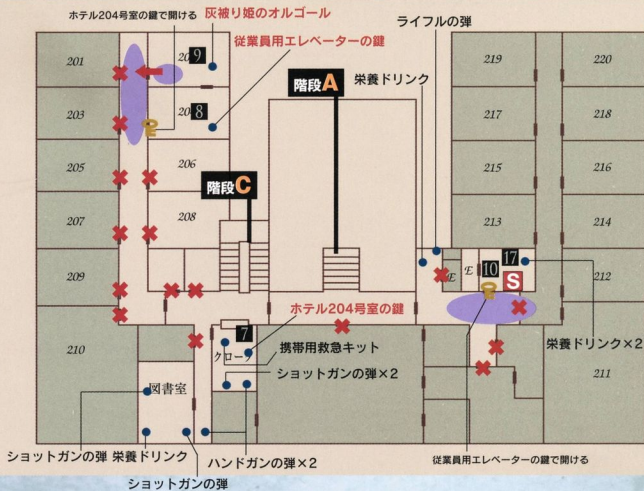 ホテル204号室の鍵で開ける
灰被り姫のオルゴール
従業員用エレベーターの鍵
ライフルの弾
栄養ドリンク
階段A
階段C
201
203
205
207
209
210
9
8
206
208
219
220
217
218
215
216
213
214
212
211
E
E
10
17
S
ホテル204号室の鍵
7
クローク
携帯用救急キット
図書室
ショットガンの弾×2
栄養ドリンク×2
ショットガンの弾
栄養ドリンク
ショットガンの弾
ハンドガンの弾×2
従業員用エレベーターの鍵で開ける